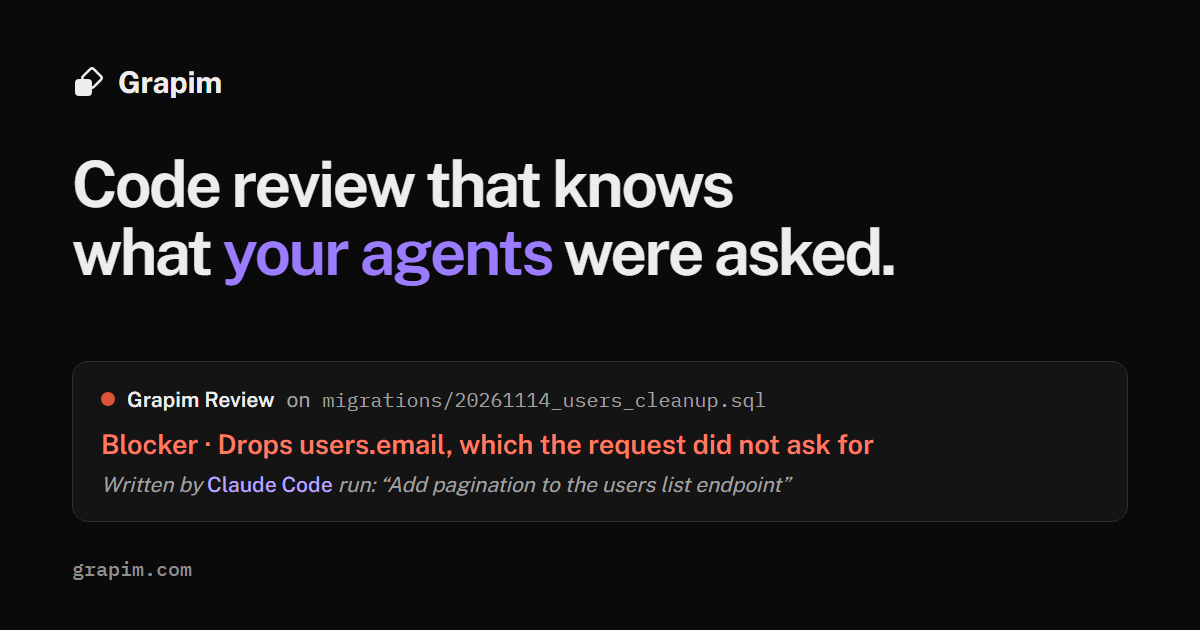 Grapim
Code review that knows
what your agents were asked.
Grapim Review on migrations/20261114_users_cleanup.sql
Blocker · Drops users.email, which the request did not ask for
Written by Claude Code run: “Add pagination to the users list endpoint”
grapim.com